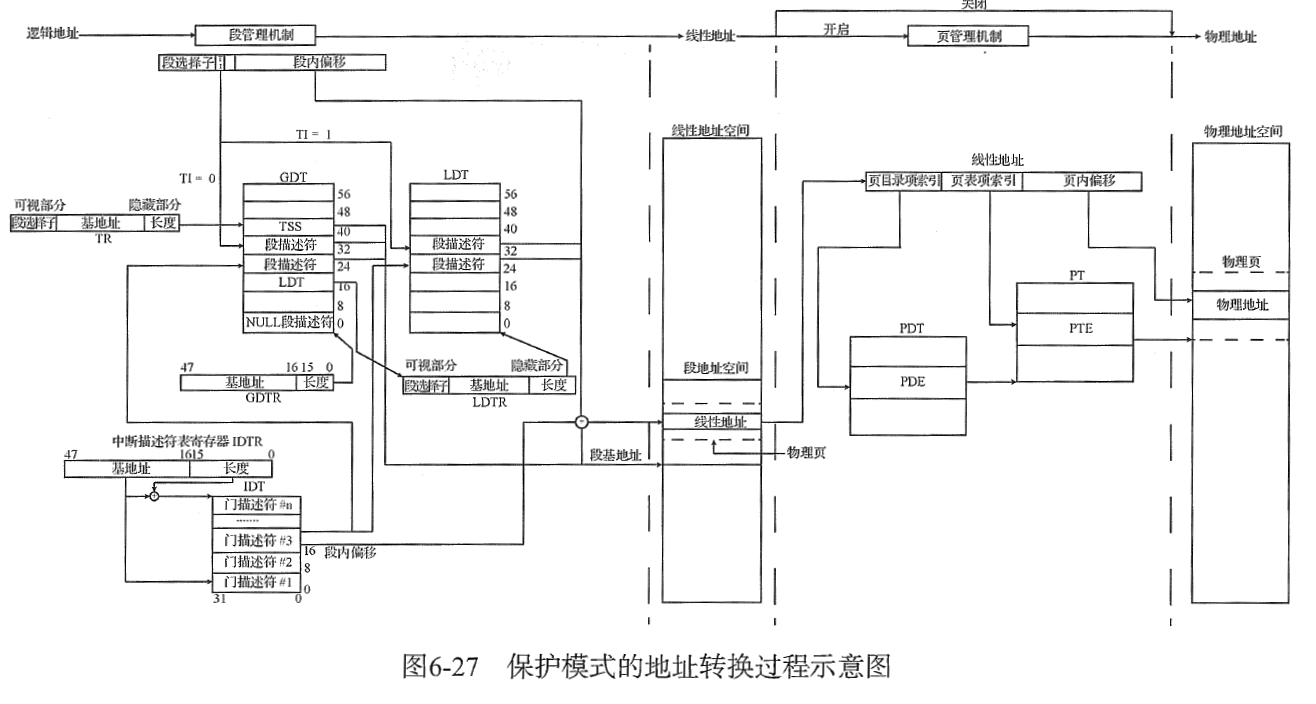 关闭
逻辑地址 段管理机制 线性地址 开启 页管理机制 物理地址
段选择子 段内偏移
TI = 1
TI = 0
线性地址空间
物理地址空间
线性地址
页目录项索引 页表项索引 页内偏移
GDT
56
48
TSS 40
段描述符 32
段描述符 24
LDT 16
8
NULL段描述符 0
LDT
56
48
40
段描述符 32
段描述符 24
16
8
0
可视部分 隐藏部分
段选择子 基地址 长度
TR
47 16 15 0
基地址 长度
GDTR
可视部分 隐藏部分
段选择子 基地址 长度
LDTR
段地址空间
线性地址
段基地址
物理页
PDT
PDE
PT
PTE
物理页
物理地址
中断描述符表寄存器 IDTR
47 1615 0
基地址 长度
IDT
门描述符 #n
·······
门描述符 #3
16 段内偏移
门描述符 #2
8
门描述符 #1
0
31 0
图6-27 保护模式的地址转换过程示意图